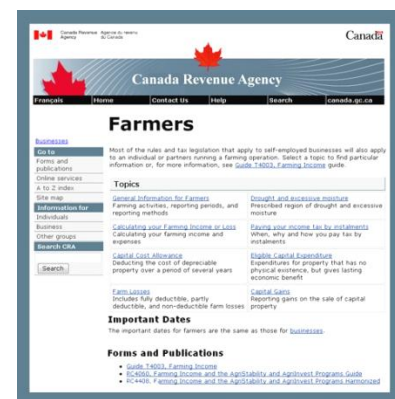 Canada Revenue Agency
Agence du revenu du Canada
Canada
Canada Revenue Agency
Français Home Contact Us Help Search canada.gc.ca
Farmers
Businesses
Go to
Forms and
publications
Online services
A to Z index
Site map
Information for
Individuals
Business
Other groups
Search CRA
Search
Most of the rules and tax legislation that apply to self-employed businesses will also apply
to an individual or partners running a farming operation. Select a topic to find particular
information or, for more information, see Guide T4003, Farming Income guide.
Topics
General Information for Farmers
Farming activities, reporting periods, and
reporting methods
Drought and excessive moisture
Prescribed region of drought and excessive
moisture
Calculating your Farming Income or Loss
Calculating your farming income and
expenses
Paying your income tax by instalments
When, why and how you pay tax by
instalments
Capital Cost Allowance
Deducting the cost of depreciable
property over a period of several years
Eligible Capital Expenditure
Expenditures for property that has no
physical existence, but gives lasting
economic benefit
Farm Losses
Includes fully deductible, partly
deductible, and non-deductible farm losses
Capital Gains
Reporting gains on the sale of capital
property
Important Dates
The important dates for farmers are the same as those for businesses.
Forms and Publications
Guide T4003, Farming Income
RC4060, Farming Income and the AgriStability and AgriInvest Programs Guide
RC4408, Farming Income and the AgriStability and AgriInvest Programs Harmonized